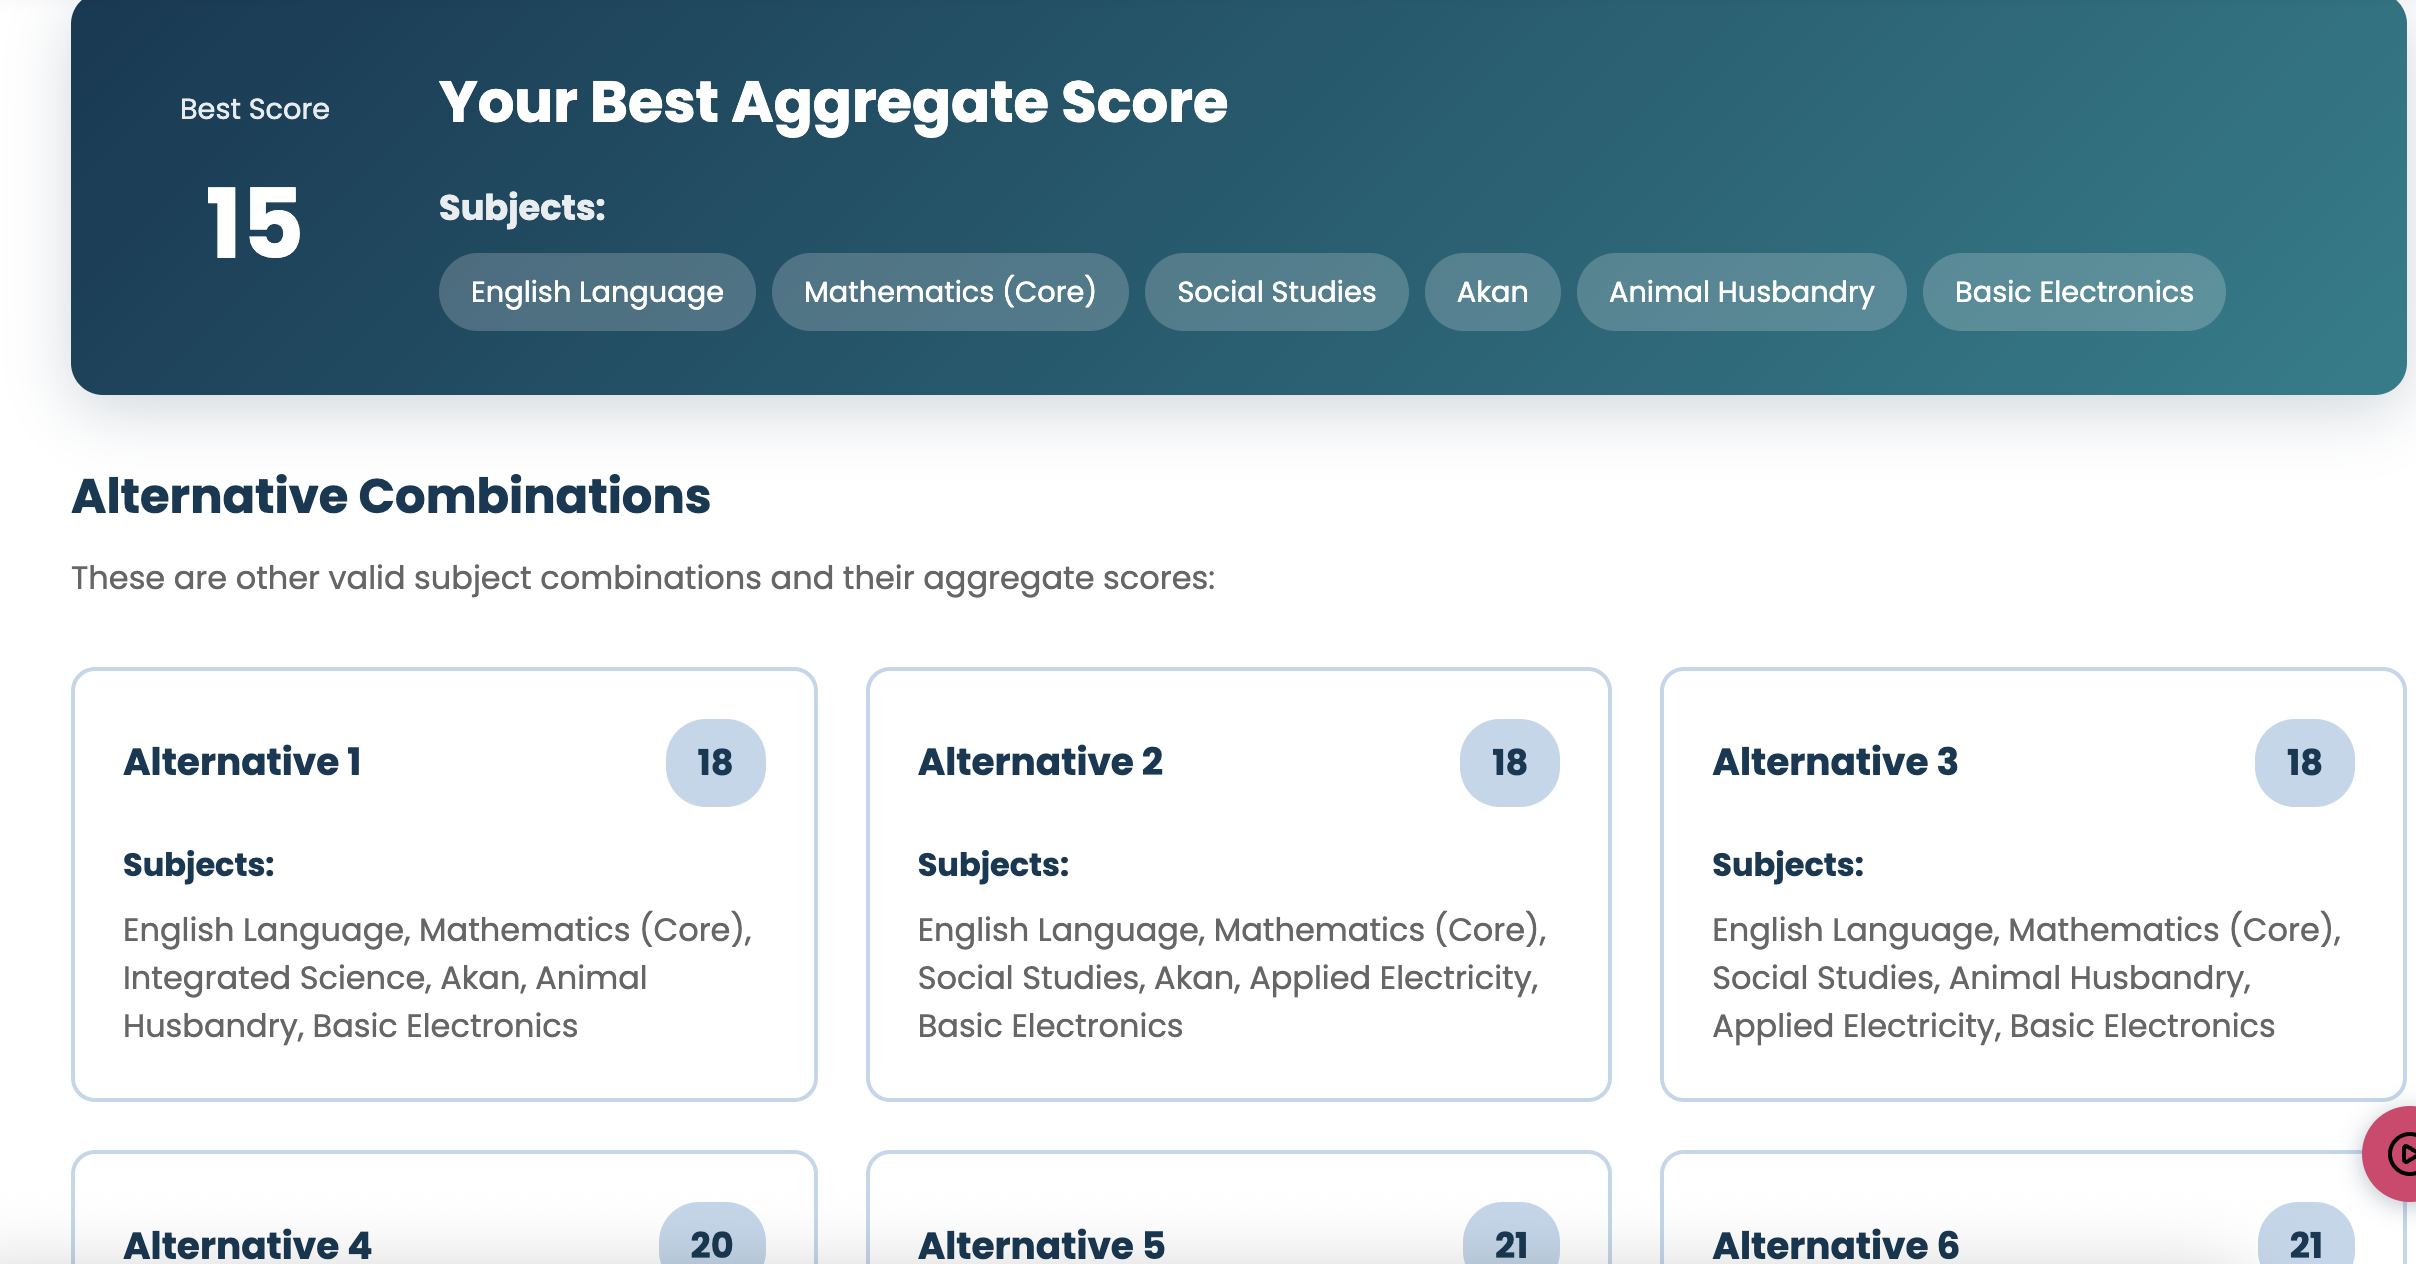 Best Score
15
Your Best Aggregate Score
Subjects:
English Language
Mathematics (Core)
Social Studies
Akan
Animal Husbandry
Basic Electronics
Alternative Combinations
These are other valid subject combinations and their aggregate scores:
Alternative 1
18
Subjects:
English Language, Mathematics (Core),
Integrated Science, Akan, Animal
Husbandry, Basic Electronics
Alternative 2
18
Subjects:
English Language, Mathematics (Core),
Social Studies, Akan, Applied Electricity,
Basic Electronics
Alternative 3
18
Subjects:
English Language, Mathematics (Core),
Social Studies, Animal Husbandry,
Applied Electricity, Basic Electronics
Alternative 4
20
Alternative 5
21
Alternative 6
21